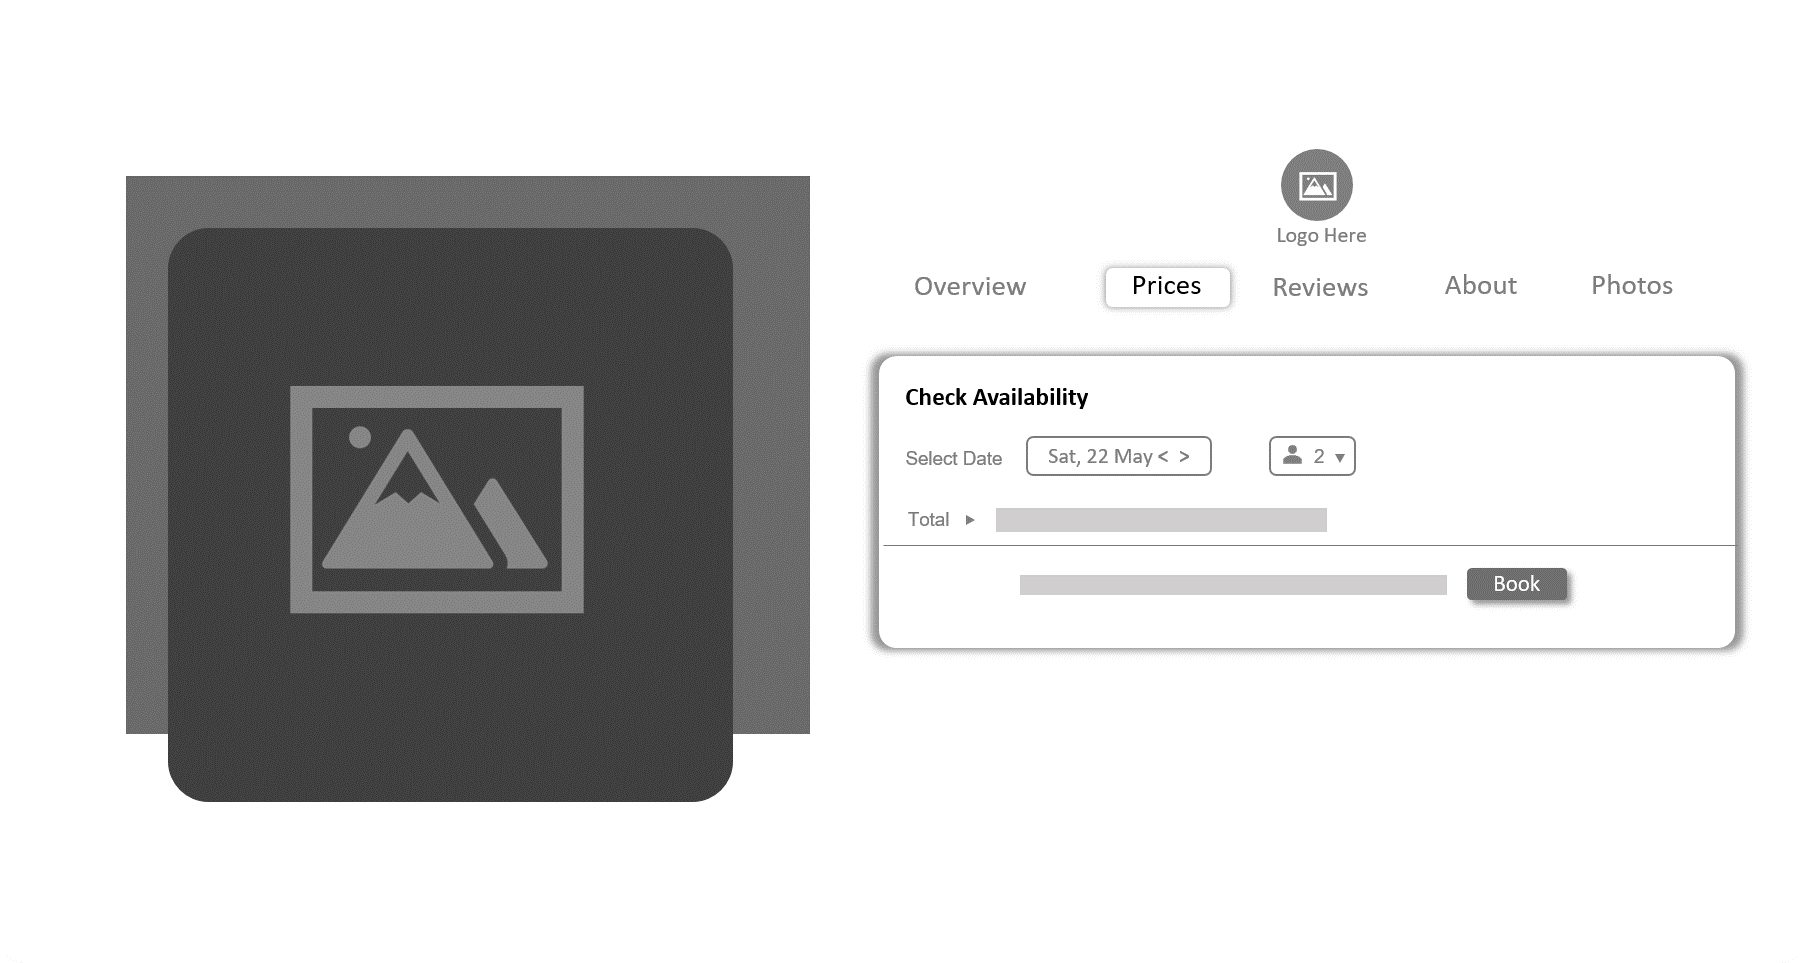 Logo Here
Overview Prices Reviews About Photos
Check Availability
Select Date Sat, 22 May < > 2 ▾
Total ▸
Book